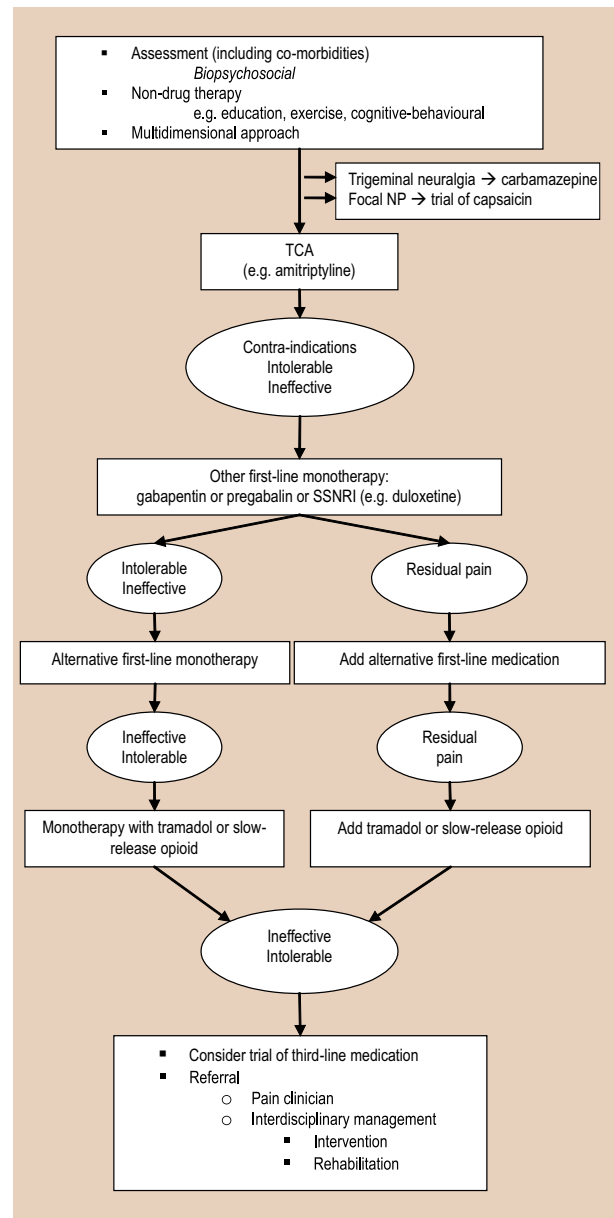 ▪ Assessment (including co-morbidities)
Biopsychosocial
▪ Non-drug therapy
e.g. education, exercise, cognitive-behavioural
▪ Multidimensional approach
Trigeminal neuralgia → carbamazepine
Focal NP → trial of capsaicin
TCA
(e.g. amitriptyline)
Contra-indications
Intolerable
Ineffective
Other first-line monotherapy:
gabapentin or pregabalin or SSNRI (e.g. duloxetine)
Intolerable
Ineffective
Residual pain
Alternative first-line monotherapy
Add alternative first-line medication
Ineffective
Intolerable
Residual
pain
Monotherapy with tramadol or slow-
release opioid
Add tramadol or slow-release opioid
Ineffective
Intolerable
▪ Consider trial of third-line medication
▪ Referral
○ Pain clinician
○ Interdisciplinary management
▪ Intervention
▪ Rehabilitation